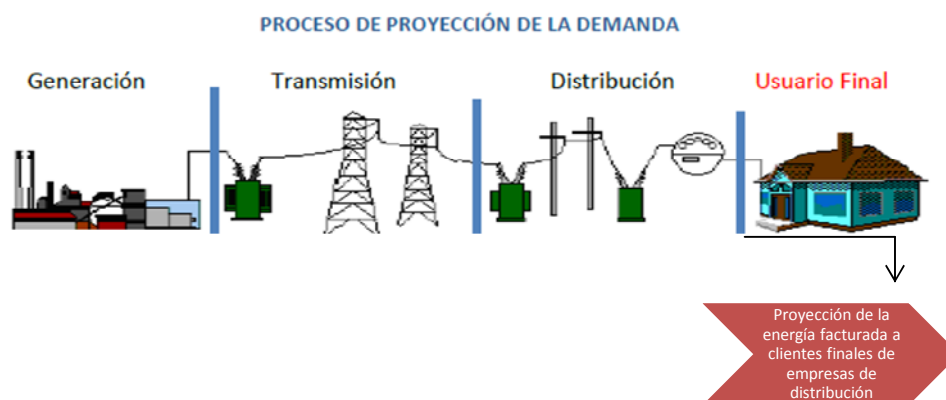 PROCESO DE PROYECCIÓN DE LA DEMANDA
Generación
Transmisión
Distribución
Usuario Final
Proyección de la
energía facturada a
clientes finales de
empresas de
distribución